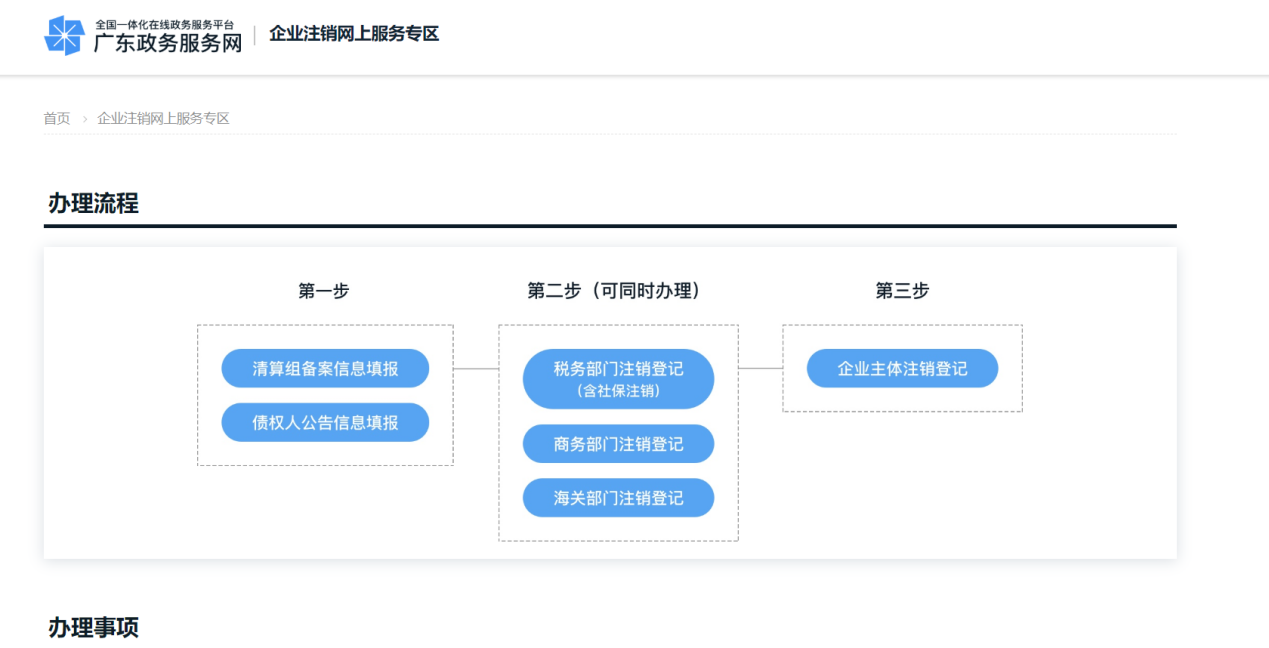 全国一体化在线政务服务平台
广东政务服务网
企业注销网上服务专区
首页 › 企业注销网上服务专区
办理流程
第一步
第二步（可同时办理）
第三步
清算组备案信息填报
债权人公告信息填报
税务部门注销登记
（含社保注销）
商务部门注销登记
海关部门注销登记
企业主体注销登记
办理事项